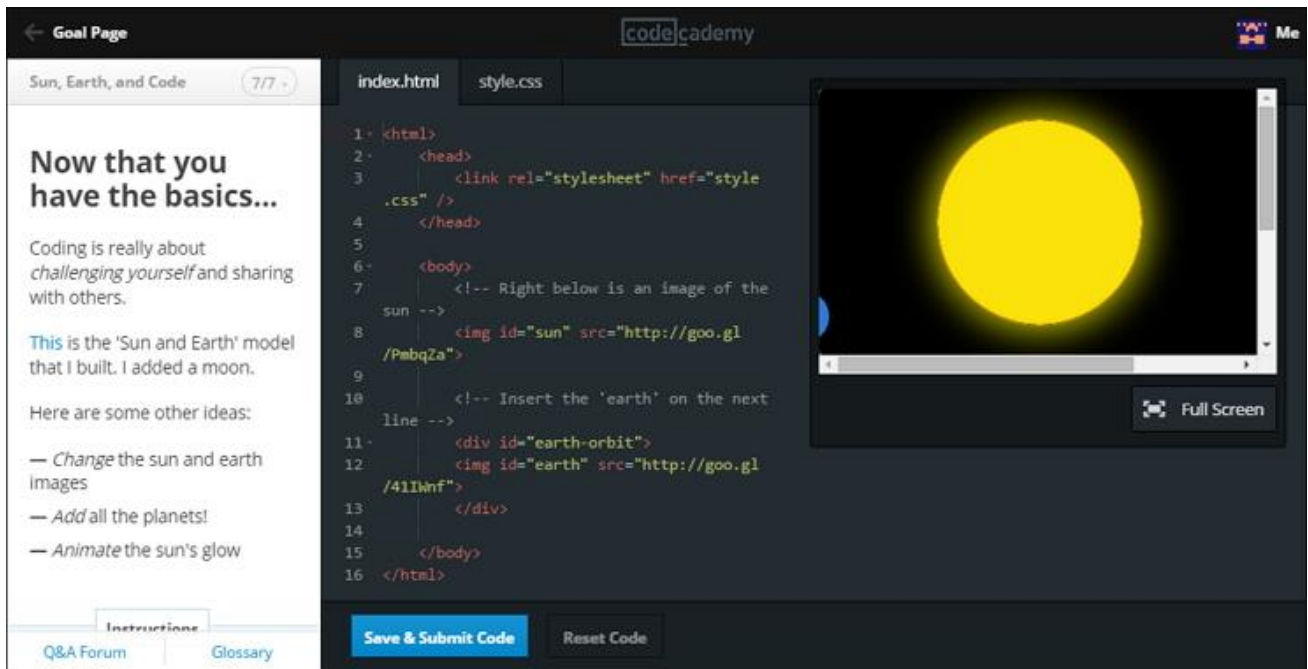 ← Goal Page
codecademy
Me
Sun, Earth, and Code
7/7
Now that you
have the basics...
Coding is really about
challenging yourself and sharing
with others.
This is the 'Sun and Earth' model
that I built. I added a moon.
Here are some other ideas:
— Change the sun and earth
images
— Add all the planets!
— Animate the sun's glow
Instructions
Q&A Forum
Glossary
index.html
style.css
1 <html>
2 <head>
3 <link rel="stylesheet" href="style
.css" />
4 </head>
5
6 <body>
7 <!-- Right below is an image of the
sun -->
8 <img id="sun" src="http://goo.gl
/PmbqZa">
9
10 <!-- Insert the 'earth' on the next
line -->
11 <div id="earth-orbit">
12 <img id="earth" src="http://goo.gl
/41IWnf">
13 </div>
14
15 </body>
16 </html>
Save & Submit Code
Reset Code
Full Screen